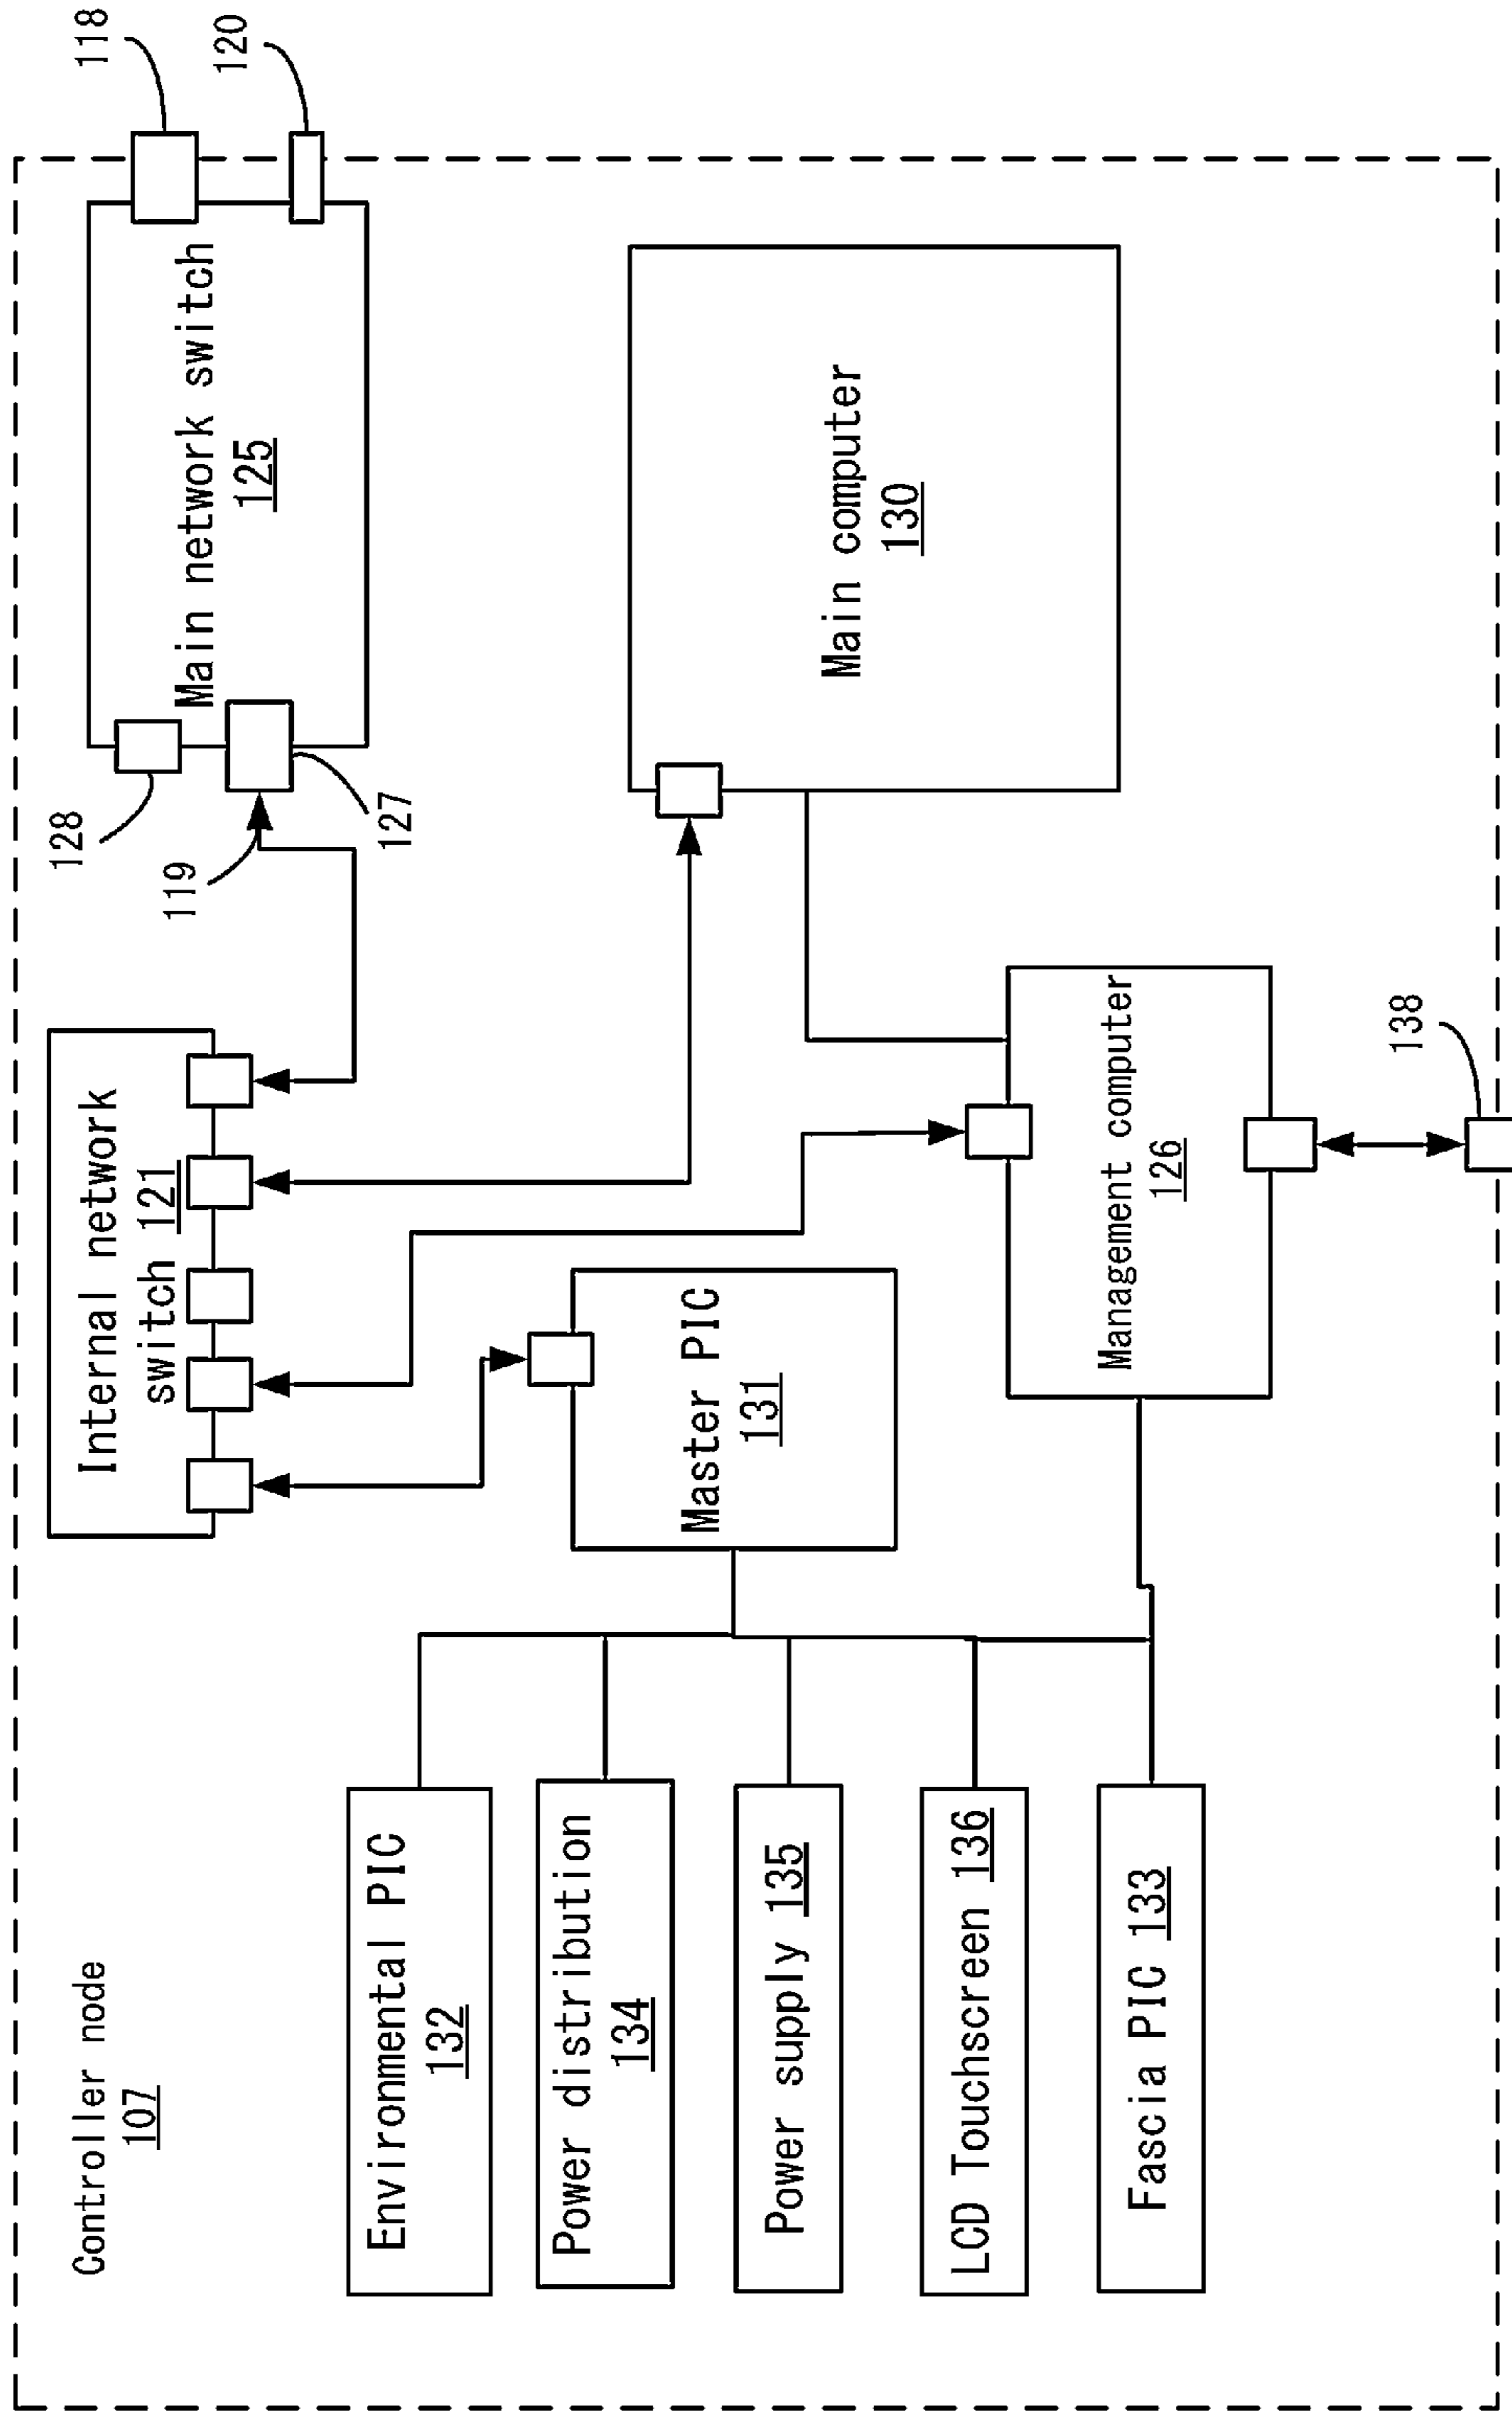 Controller node
107
Environmental PIC
132
Power distribution
134
Power supply 135
LCD Touchscreen 136
Fascia PIC 133
Internal network
switch 121
Master PIC
131
Management computer
126
138
128
119
127
Main network switch
125
118
120
Main computer
130